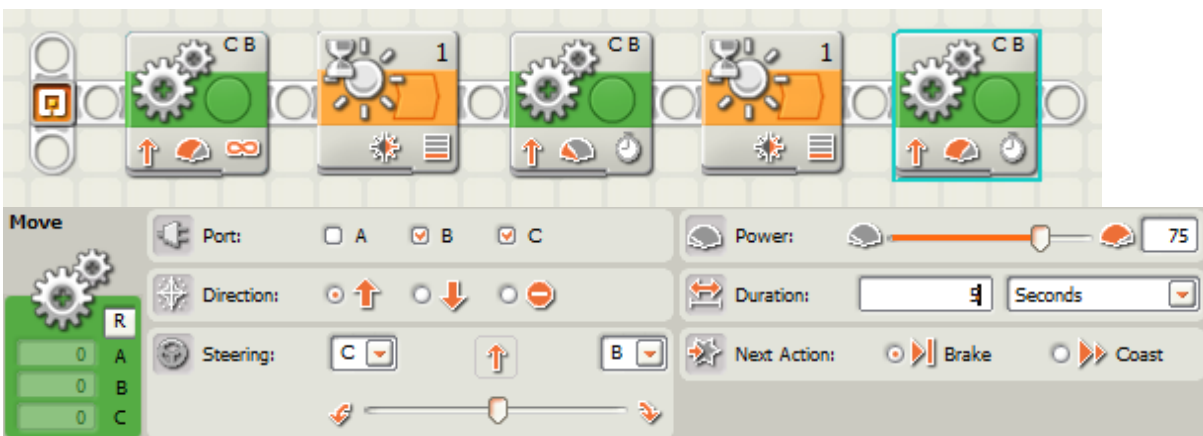 C B
1
C B
1
C B
Move
Port: A B C
Power: 75
Direction:
Duration: 5 Seconds
R
Steering: C B
Next Action: Brake Coast
0 A
0 B
0 C